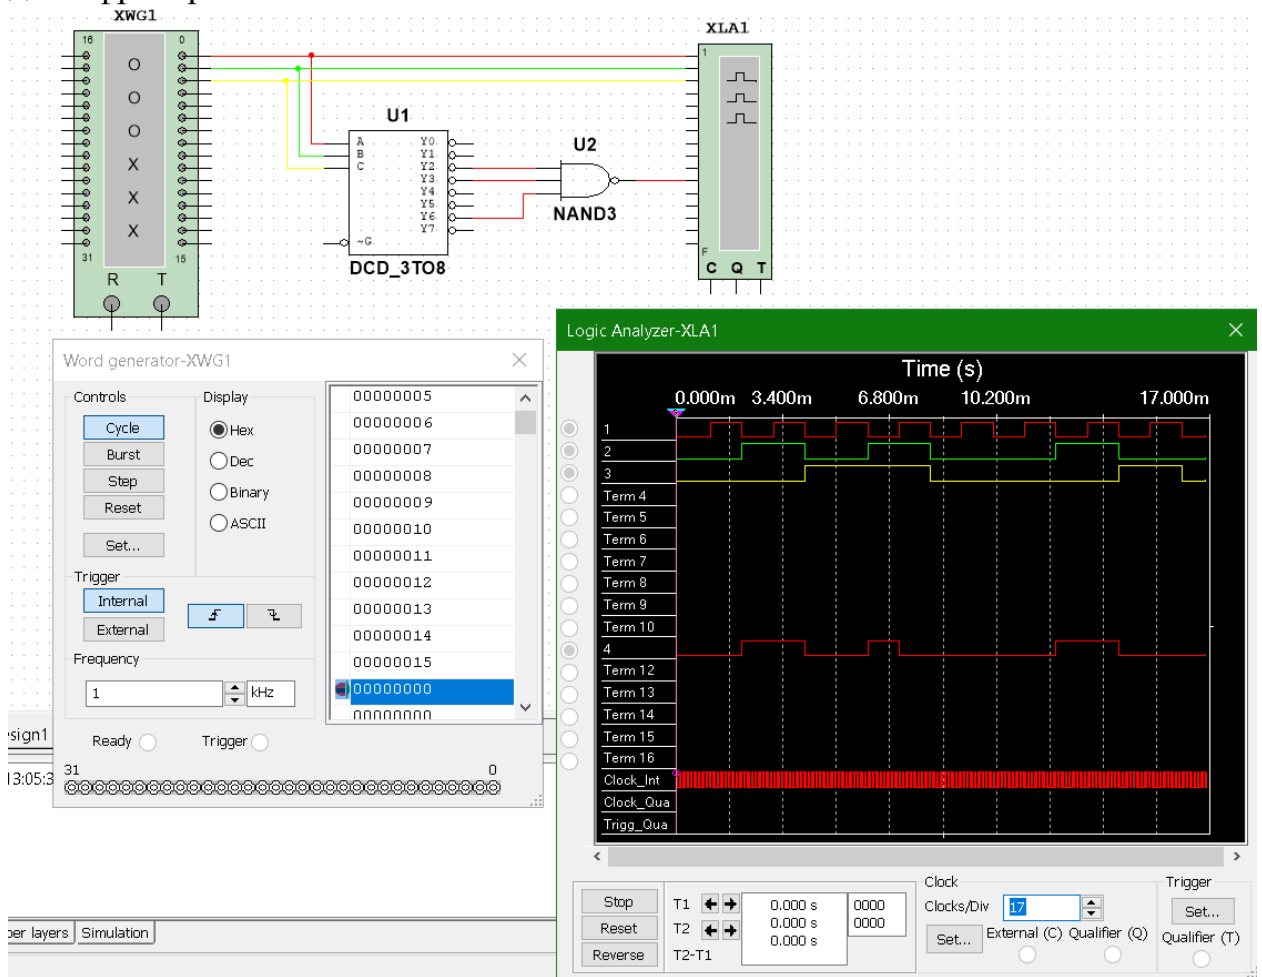 XWG1
16 0
O
O
O
X
X
X
31 15
R T
XLA1
1
F
C Q T
U1
A Y0
B Y1
C Y2
Y3
Y4
Y5
Y6
~G Y7
DCD_3TO8
U2
NAND3
Word generator-XWG1
Controls
Cycle
Burst
Step
Reset
Set...
Display
Hex
Dec
Binary
ASCII
Trigger
Internal
External
Frequency
1 kHz
Ready Trigger
31 0
00000005
00000006
00000007
00000008
00000009
00000010
00000011
00000012
00000013
00000014
00000015
00000000
00000000
Logic Analyzer-XLA1
Time (s)
0.000m 3.400m 6.800m 10.200m 17.000m
1
2
3
Term 4
Term 5
Term 6
Term 7
Term 8
Term 9
Term 10
4
Term 12
Term 13
Term 14
Term 15
Term 16
Clock_Int
Clock_Qua
Trigg_Qua
Stop
Reset
Reverse
T1 0.000 s 0000
T2 0.000 s 0000
T2-T1 0.000 s
Clock
Clocks/Div 17
Set... External (C) Qualifier (Q)
Trigger
Set...
Qualifier (T)
esign1
13:05:3
per layers Simulation